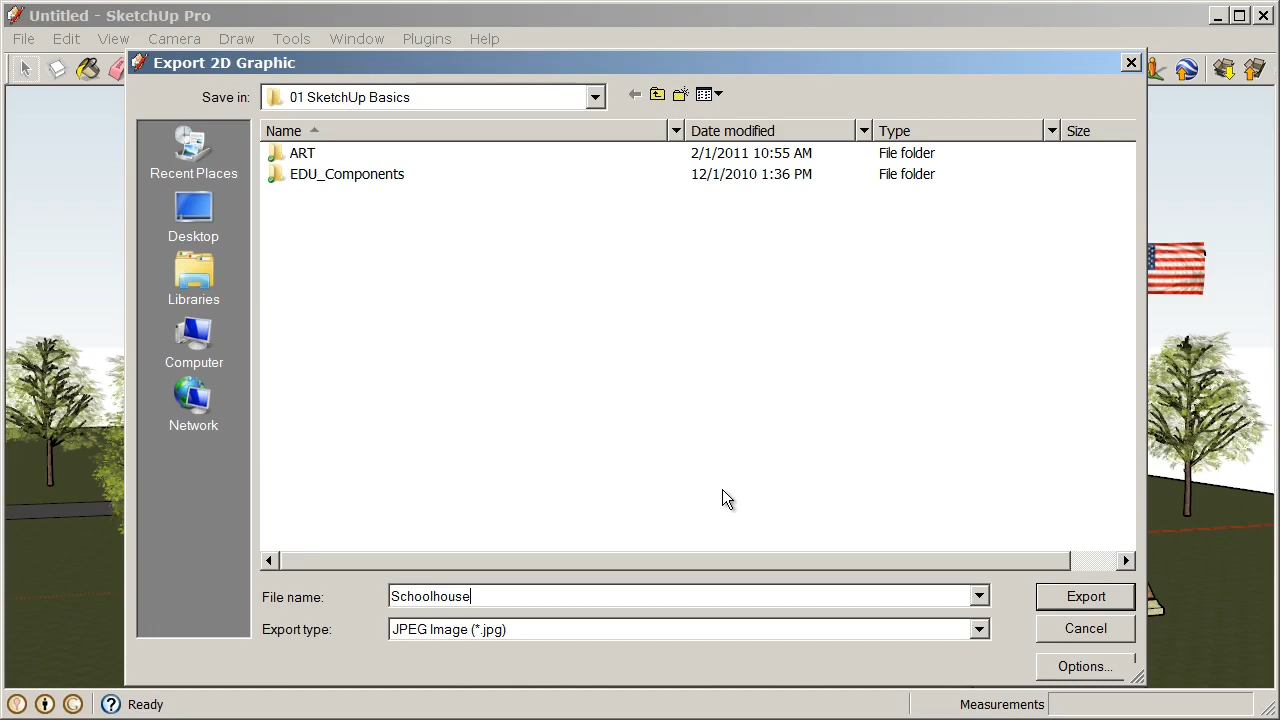 Untitled - SketchUp Pro
File Edit View Camera Draw Tools Window Plugins Help
Export 2D Graphic
Save in: 01 SketchUp Basics
Name Date modified Type Size
ART 2/1/2011 10:55 AM File folder
EDU_Components 12/1/2010 1:36 PM File folder
Recent Places
Desktop
Libraries
Computer
Network
File name: Schoolhouse Export
Export type: JPEG Image (*.jpg) Cancel
Options...
Ready Measurements